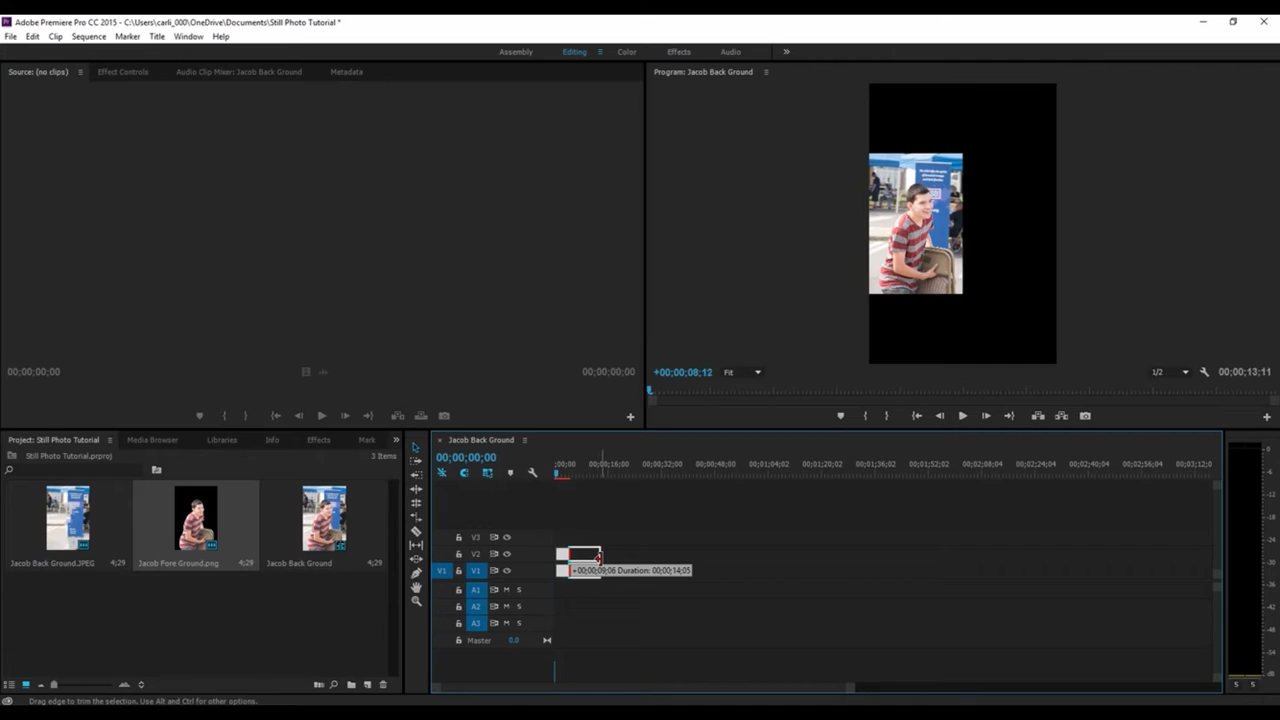 Adobe Premiere Pro CC 2015 - C:\Users\carli_000\OneDrive\Documents\Still Photo Tutorial *
File Edit Clip Sequence Marker Title Window Help
Assembly Editing Color Effects Audio
Source: (no clips) Effect Controls Audio Clip Mixer: Jacob Back Ground Metadata
Program: Jacob Back Ground
00;00;00;00
00;00;00;00
+00;00;08;12 Fit 1/2 00;00;13;11
Project: Still Photo Tutorial Media Browser Libraries Info Effects Mark
Still Photo Tutorial.prproj 3 Items
Jacob Back Ground.JPEG 4;29
Jacob Fore Ground.png 4;29
Jacob Back Ground 4;29
× Jacob Back Ground
00;00;00;00
;00;00 00;00;16;00 00;00;32;00 00;00;48;00 00;01;04;02 00;01;20;02 00;01;36;02 00;01;52;02 00;02;08;04 00;02;24;04 00;02;40;04 00;02;56;04 00;03;12;0
V3
V2
V1 V1
+00;00;09;06 Duration: 00;00;14;05
A1 M S
A2 M S
A3 M S
Master 0.0
0
S S
Drag edge to trim the selection. Use Alt and Ctrl for other options.